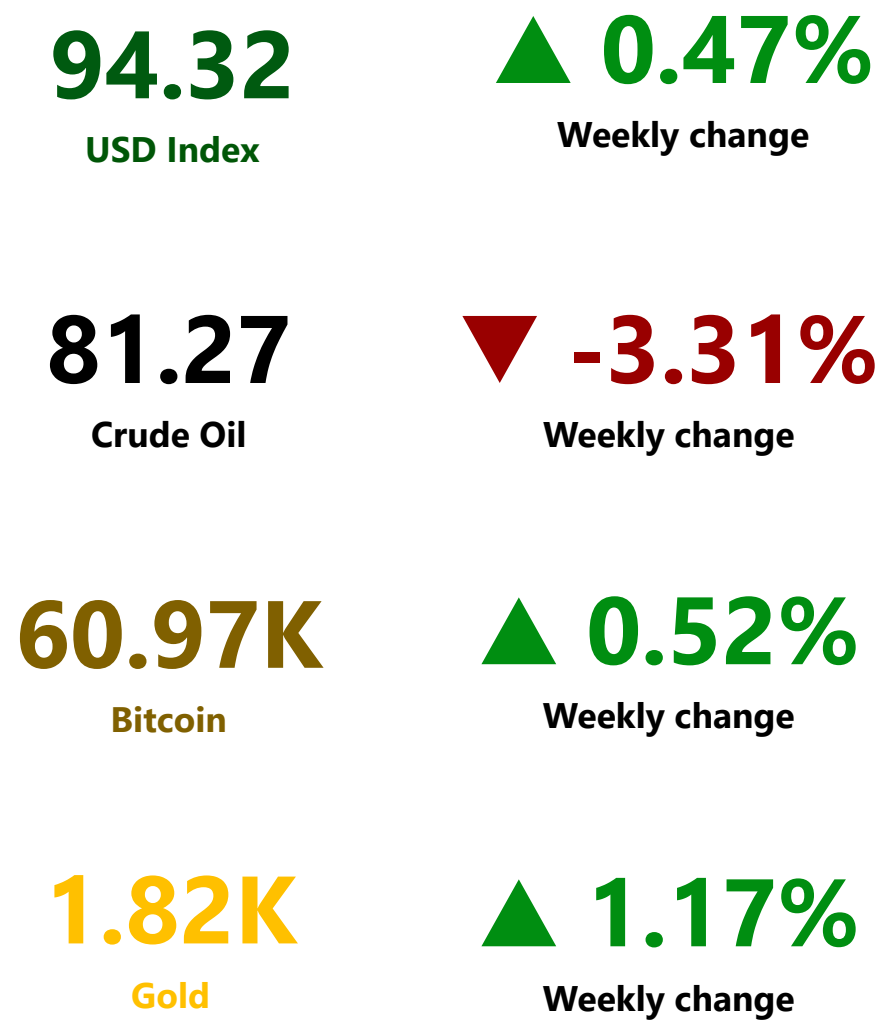 94.32
▲ 0.47%
USD Index
Weekly change
81.27
▼ -3.31%
Crude Oil
Weekly change
60.97K
▲ 0.52%
Bitcoin
Weekly change
1.82K
▲ 1.17%
Gold
Weekly change